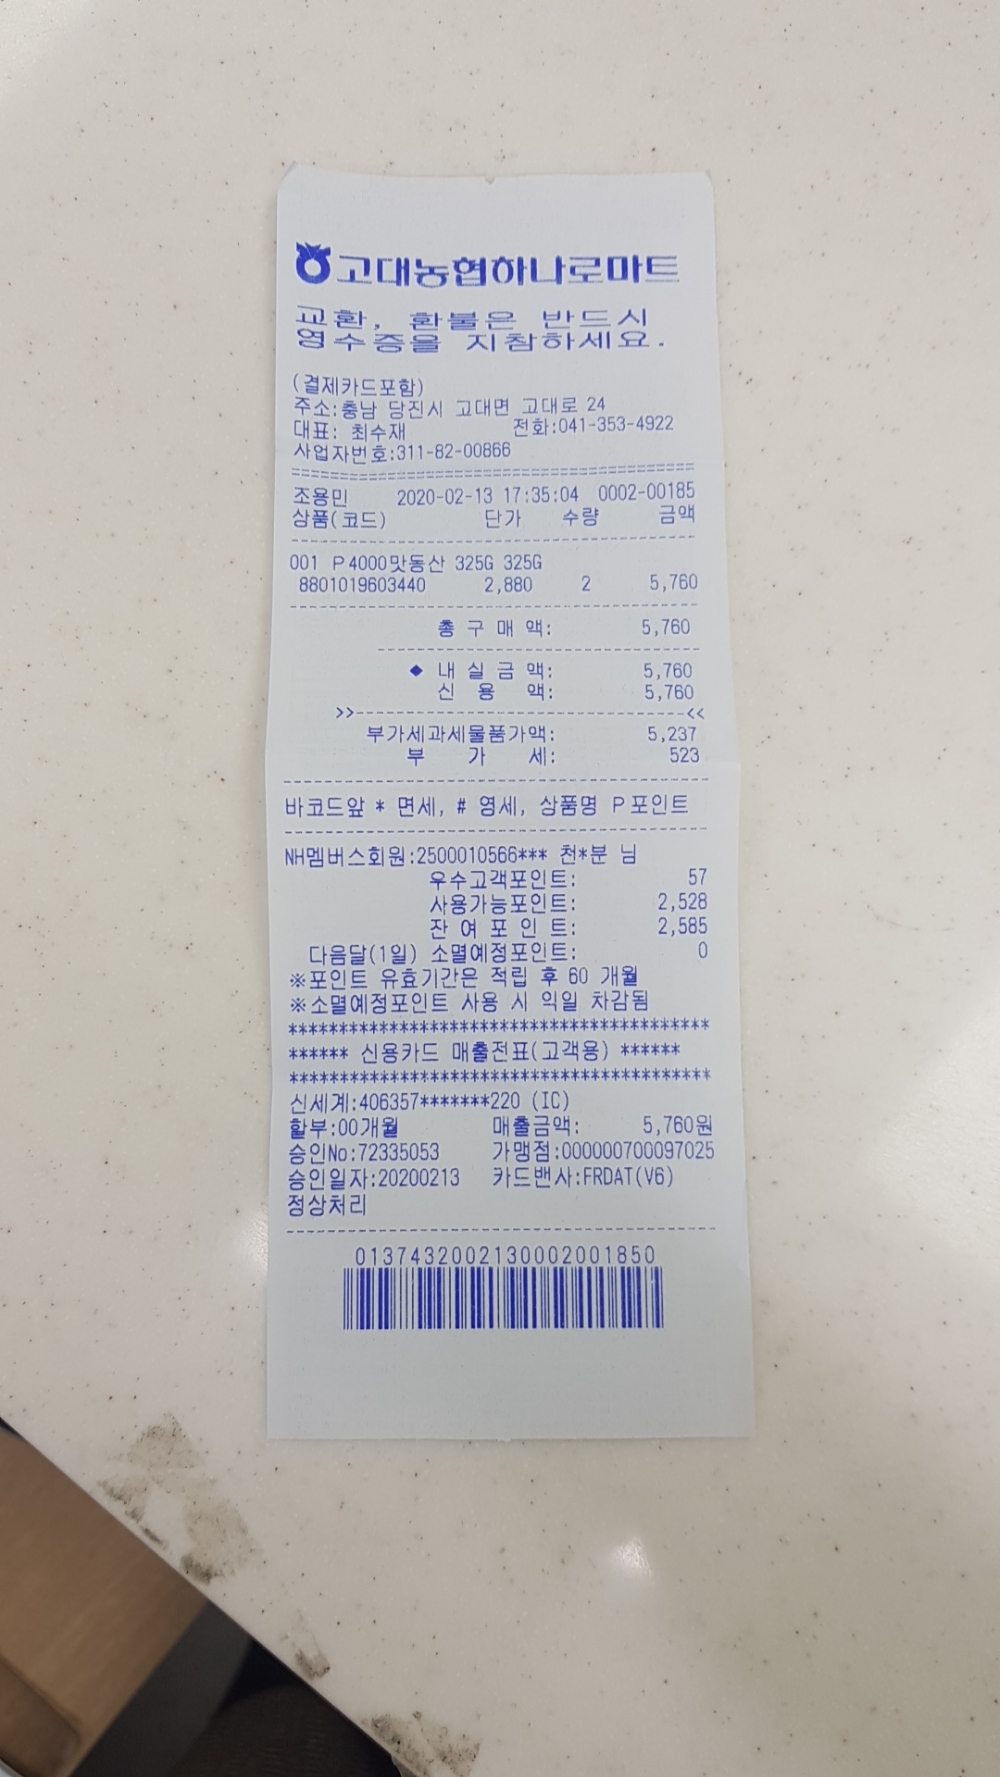 고대농협하나로마트
교환, 환불은 반드시
영수증을 지참하세요.
(결제카드포함)
주소:충남 당진시 고대면 고대로 24
대표: 최수재 전화:041-353-4922
사업자번호:311-82-00866
==========================================
조용민 2020-02-13 17:35:04 0002-00185
상품(코드) 단가 수량 금액
------------------------------------------
001 P4000맛동산 325G 325G
8801019603440 2,880 2 5,760
------------------------------------------
총 구 매 액: 5,760
--------------------------------
◆ 내 실 금 액: 5,760
신 용 액: 5,760
>>--------------------------------------<<
부가세과세물품가액: 5,237
부 가 세: 523
------------------------------------------
바코드앞 * 면세, # 영세, 상품명 P포인트
------------------------------------------
NH멤버스회원:2500010566*** 천*분 님
우수고객포인트: 57
사용가능포인트: 2,528
잔 여 포 인 트: 2,585
다음달(1일) 소멸예정포인트: 0
※포인트 유효기간은 적립 후 60 개월
※소멸예정포인트 사용 시 익일 차감됨
******************************************
****** 신용카드 매출전표(고객용) ******
******************************************
신세계:406357*******220 (IC)
할부:00개월 매출금액: 5,760원
승인No:72335053 가맹점:000000700097025
승인일자:20200213 카드밴사:FRDAT(V6)
정상처리
------------------------------------------
0137432002130002001850